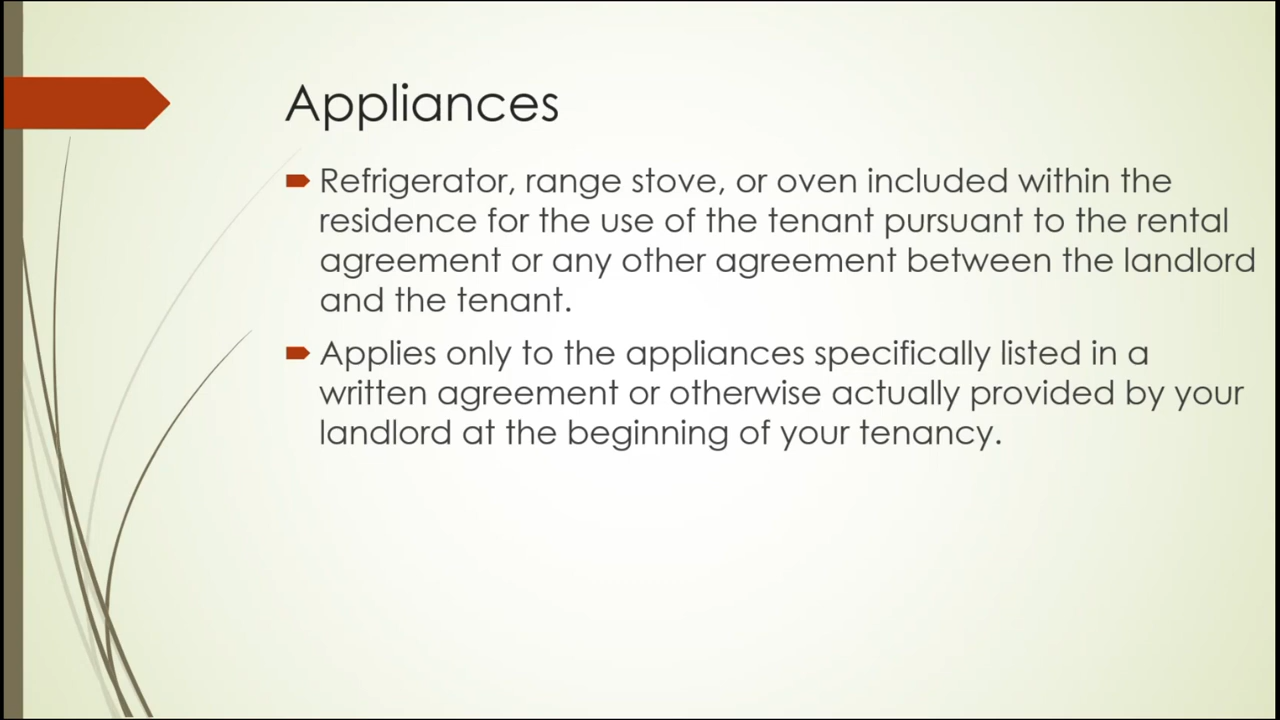 Appliances
Refrigerator, range stove, or oven included within the
residence for the use of the tenant pursuant to the rental
agreement or any other agreement between the landlord
and the tenant.
Applies only to the appliances specifically listed in a
written agreement or otherwise actually provided by your
landlord at the beginning of your tenancy.